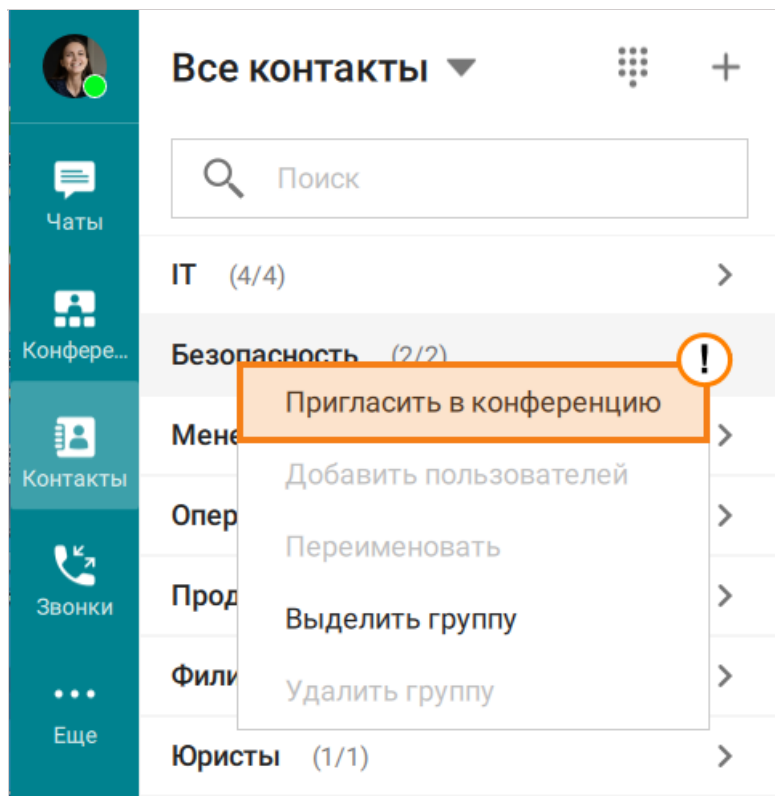 Все контакты
Поиск
Чаты
IT (4/4)
Конфере...
Безопасность (2/2)
!
Пригласить в конференцию
Мене
Контакты
Добавить пользователей
Опер
Переименовать
Звонки
Прод
Выделить группу
Фили
Удалить группу
Еще
Юристы (1/1)